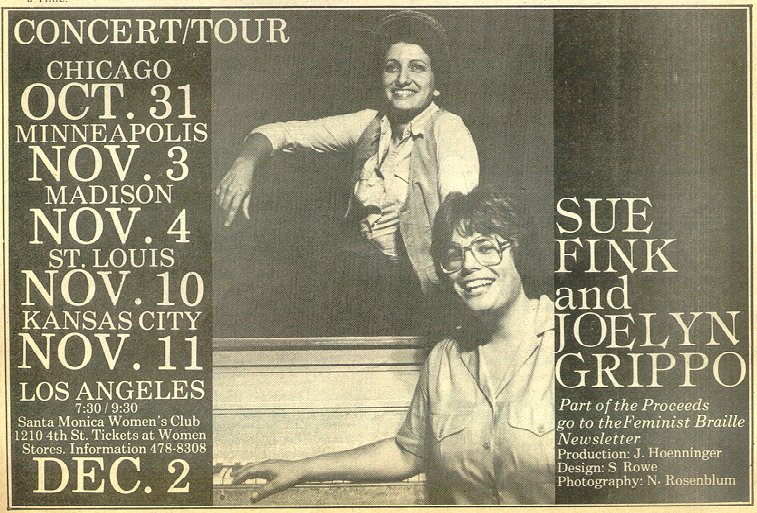 CONCERT/TOUR
CHICAGO
OCT. 31
MINNEAPOLIS
NOV. 3
MADISON
NOV. 4
ST. LOUIS
NOV. 10
KANSAS CITY
NOV. 11
LOS ANGELES
7:30 / 9:30
Santa Monica Women's Club
1210 4th St. Tickets at Women
Stores. Information 478-8308
DEC. 2
SUE
FINK
and
JOELYN
GRIPPO
Part of the Proceeds
go to the Feminist Braille
Newsletter
Production: J. Hoenninger
Design: S Rowe
Photography: N. Rosenblum